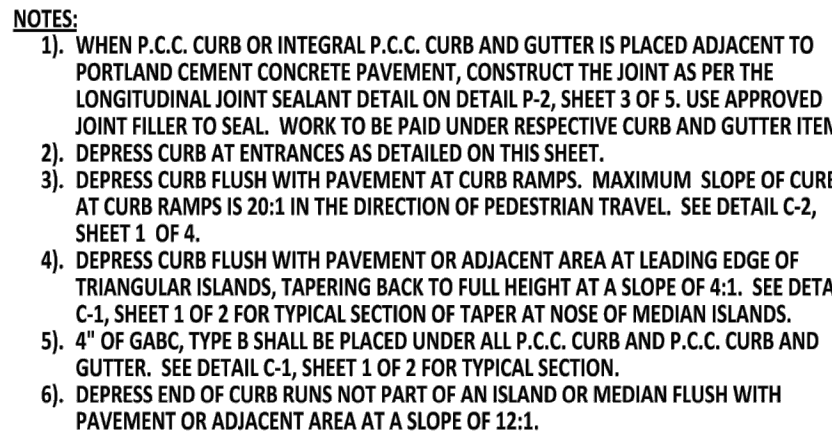 NOTES:
1). WHEN P.C.C. CURB OR INTEGRAL P.C.C. CURB AND GUTTER IS PLACED ADJACENT TO
PORTLAND CEMENT CONCRETE PAVEMENT, CONSTRUCT THE JOINT AS PER THE
LONGITUDINAL JOINT SEALANT DETAIL ON DETAIL P-2, SHEET 3 OF 5. USE APPROVED
JOINT FILLER TO SEAL. WORK TO BE PAID UNDER RESPECTIVE CURB AND GUTTER
2). DEPRESS CURB AT ENTRANCES AS DETAILED ON THIS SHEET.
3). DEPRESS CURB FLUSH WITH PAVEMENT AT CURB RAMPS. MAXIMUM SLOPE OF CURB
AT CURB RAMPS IS 20:1 IN THE DIRECTION OF PEDESTRIAN TRAVEL. SEE DETAIL C-2,
SHEET 1 OF 4.
4). DEPRESS CURB FLUSH WITH PAVEMENT OR ADJACENT AREA AT LEADING EDGE OF
TRIANGULAR ISLANDS, TAPERING BACK TO FULL HEIGHT AT A SLOPE OF 4:1. SEE
C-1, SHEET 1 OF 2 FOR TYPICAL SECTION OF TAPER AT NOSE OF MEDIAN ISLANDS.
5). 4" OF GABC, TYPE B SHALL BE PLACED UNDER ALL P.C.C. CURB AND P.C.C. CURB AND
GUTTER. SEE DETAIL C-1, SHEET 1 OF 2 FOR TYPICAL SECTION.
6). DEPRESS END OF CURB RUNS NOT PART OF AN ISLAND OR MEDIAN FLUSH WITH
PAVEMENT OR ADJACENT AREA AT A SLOPE OF 12:1.